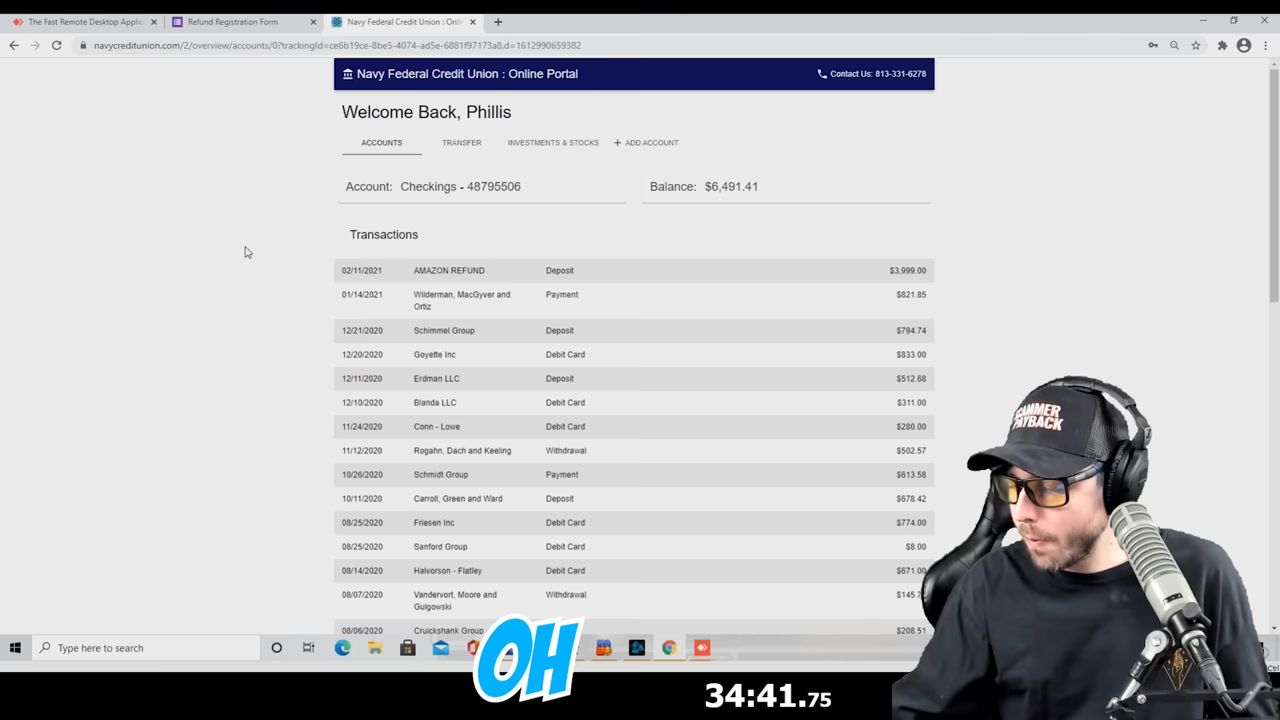 The Fast Remote Desktop Applic
Refund Registration Form
Navy Federal Credit Union : Onli
navycreditunion.com/2/overview/accounts/0?trackingId=ce6b19ce-8be5-4074-ad5e-6881f97173a8,d=1612990659382
Navy Federal Credit Union : Online Portal
Contact Us: 813-331-6278
Welcome Back, Phillis
ACCOUNTS TRANSFER INVESTMENTS & STOCKS + ADD ACCOUNT
Account: Checkings - 48795506 Balance: $6,491.41
Transactions
02/11/2021 AMAZON REFUND Deposit $3,999.00
01/14/2021 Wilderman, MacGyver and Payment $821.85
Ortiz
12/21/2020 Schimmel Group Deposit $794.74
12/20/2020 Goyette Inc Debit Card $833.00
12/11/2020 Erdman LLC Deposit $512.68
12/10/2020 Blanda LLC Debit Card $311.00
11/24/2020 Conn - Lowe Debit Card $280.00
11/12/2020 Rogahn, Dach and Keeling Withdrawal $502.57
10/26/2020 Schmidt Group Payment $613.58
10/11/2020 Carroll, Green and Ward Deposit $678.42
08/25/2020 Friesen Inc Debit Card $774.00
08/25/2020 Sanford Group Debit Card $8.00
08/14/2020 Halvorson - Flatley Debit Card $671.00
08/07/2020 Vandervort, Moore and Withdrawal
Gulgowski
08/06/2020 Cruickshank Group $208.51
SCAMMER
PAYBACK
Type here to search
OH
34:41.75
Ctrl